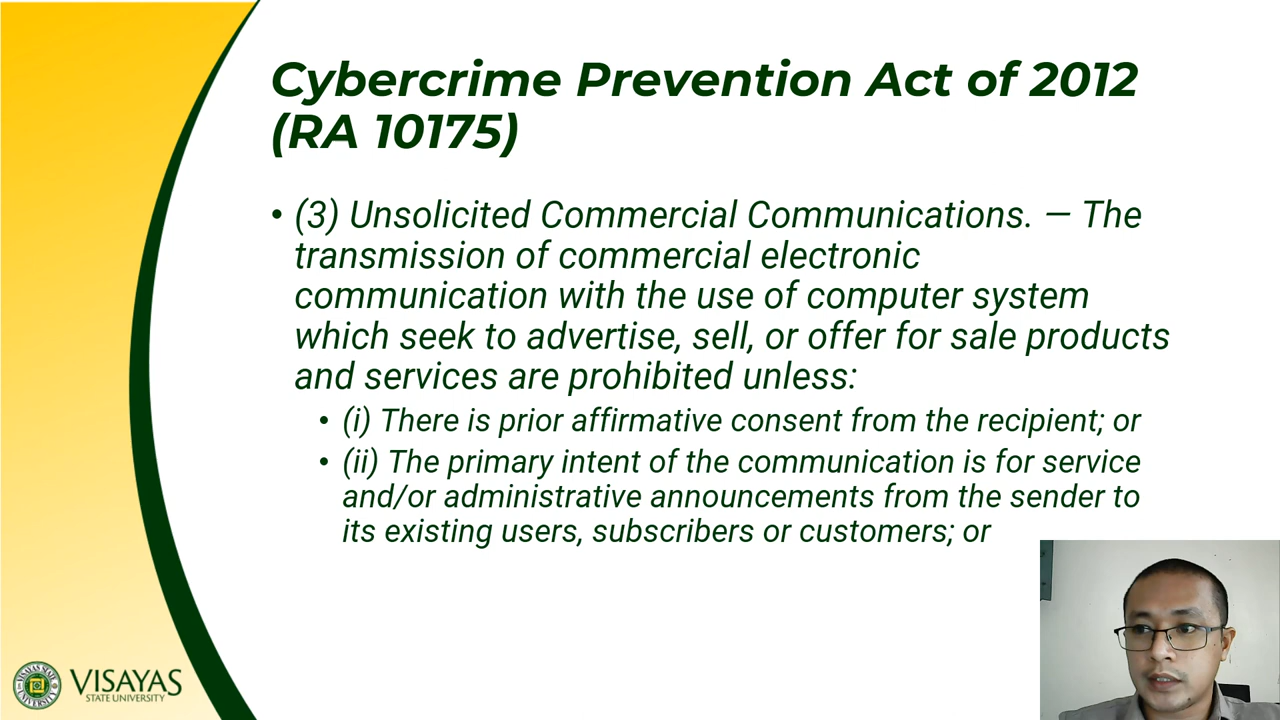 Cybercrime Prevention Act of 2012
(RA 10175)
• (3) Unsolicited Commercial Communications. — The
transmission of commercial electronic
communication with the use of computer system
which seek to advertise, sell, or offer for sale products
and services are prohibited unless:
• (i) There is prior affirmative consent from the recipient; or
• (ii) The primary intent of the communication is for service
and/or administrative announcements from the sender to
its existing users, subscribers or customers; or
VISAYAS
STATE UNIVERSITY